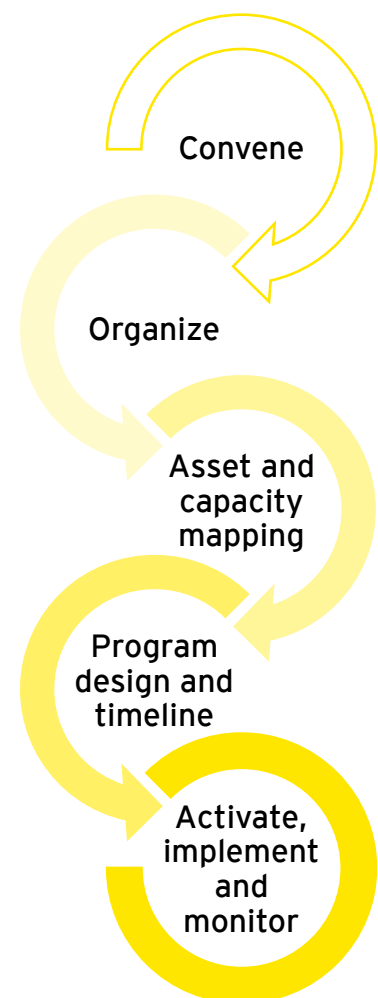 Convene
Organize
Asset and
capacity
mapping
Program
design and
timeline
Activate,
implement
and
monitor